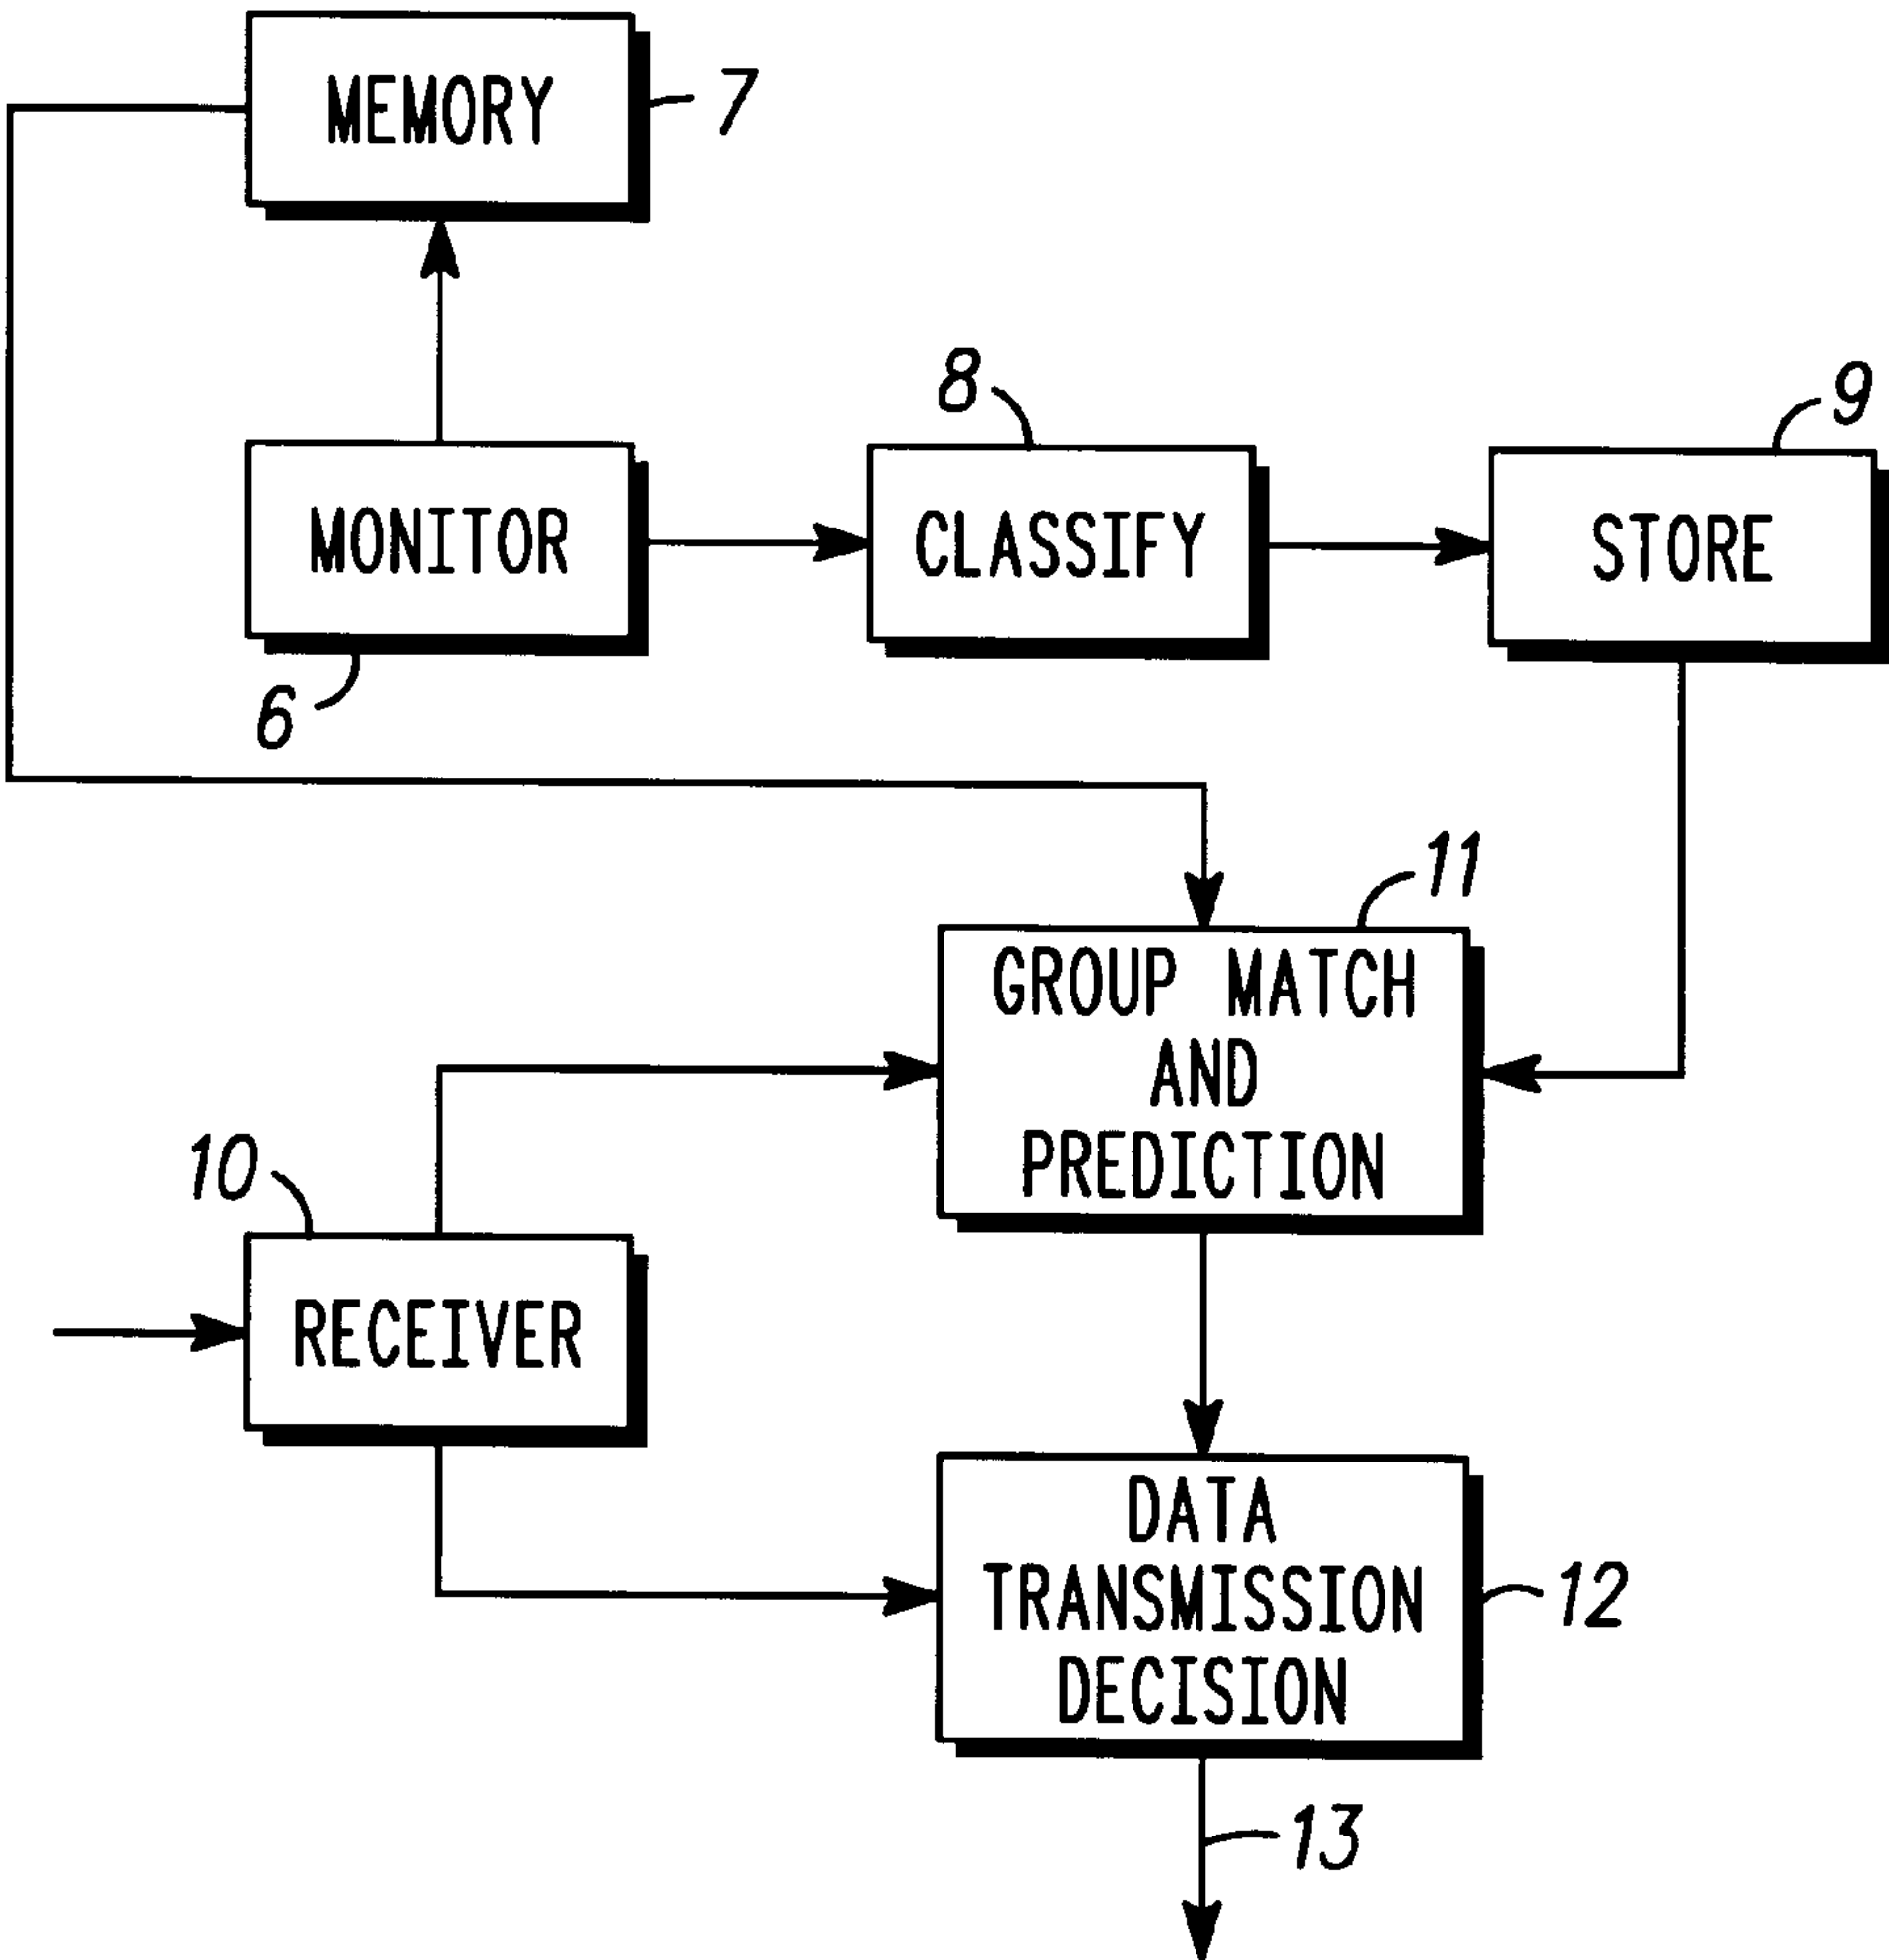 MEMORY
7
MONITOR
6
8
CLASSIFY
9
STORE
11
GROUP MATCH
AND
PREDICTION
10
RECEIVER
DATA
TRANSMISSION
DECISION
12
13